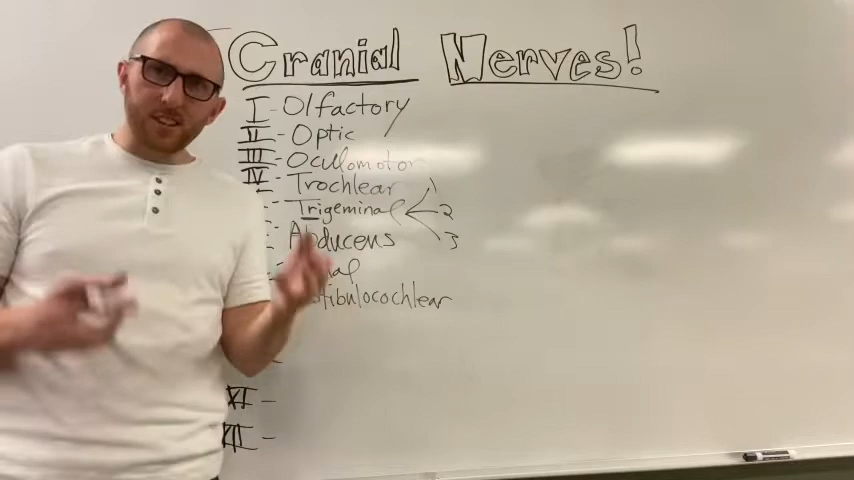 Cranial Nerves!
I - Olfactory
II - Optic
III - Oculomotor
IV - Trochlear 1
- Trigeminal 2
- Abducens 3
XI -
XII -